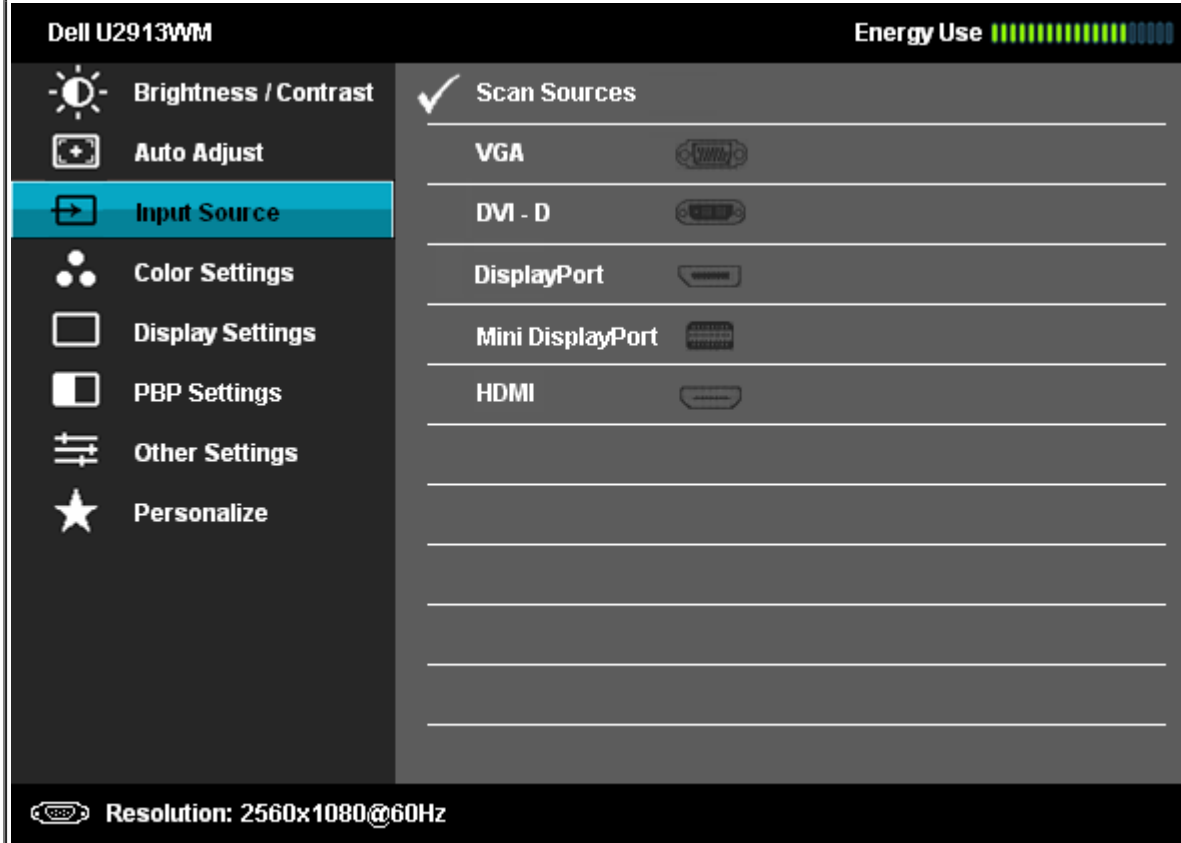 Dell U2913WM
Energy Use
Brightness / Contrast
Auto Adjust
Input Source
Color Settings
Display Settings
PBP Settings
Other Settings
Personalize
Scan Sources
VGA
DVI - D
DisplayPort
Mini DisplayPort
HDMI
Resolution: 2560x1080@60Hz